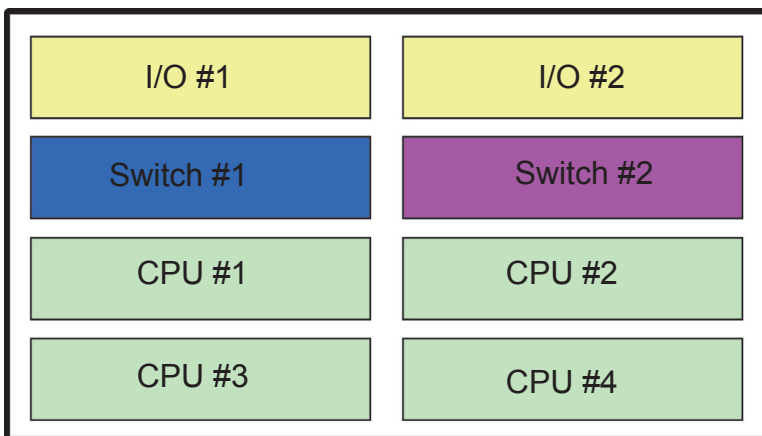 I/O #1
I/O #2
Switch #1
Switch #2
CPU #1
CPU #2
CPU #3
CPU #4